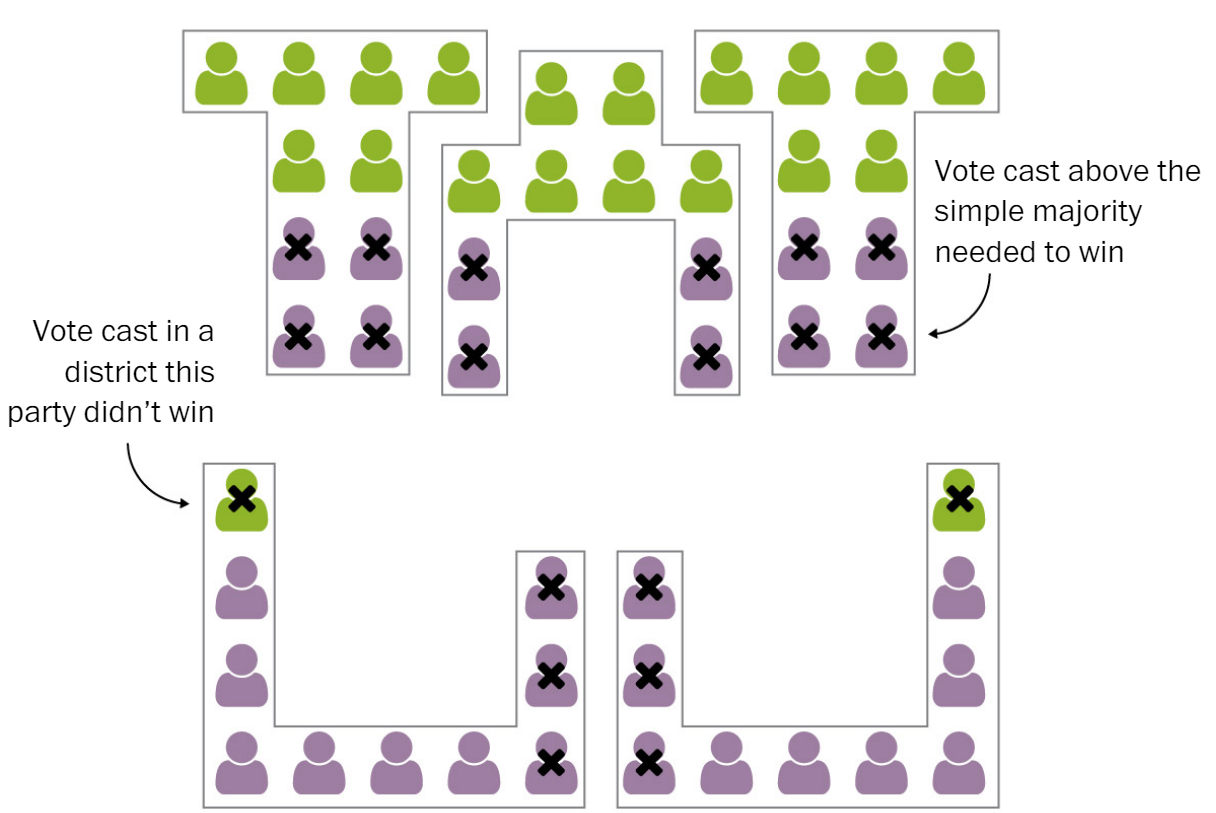 Vote cast above the
simple majority
needed to win
Vote cast in a
district this
party didn’t win